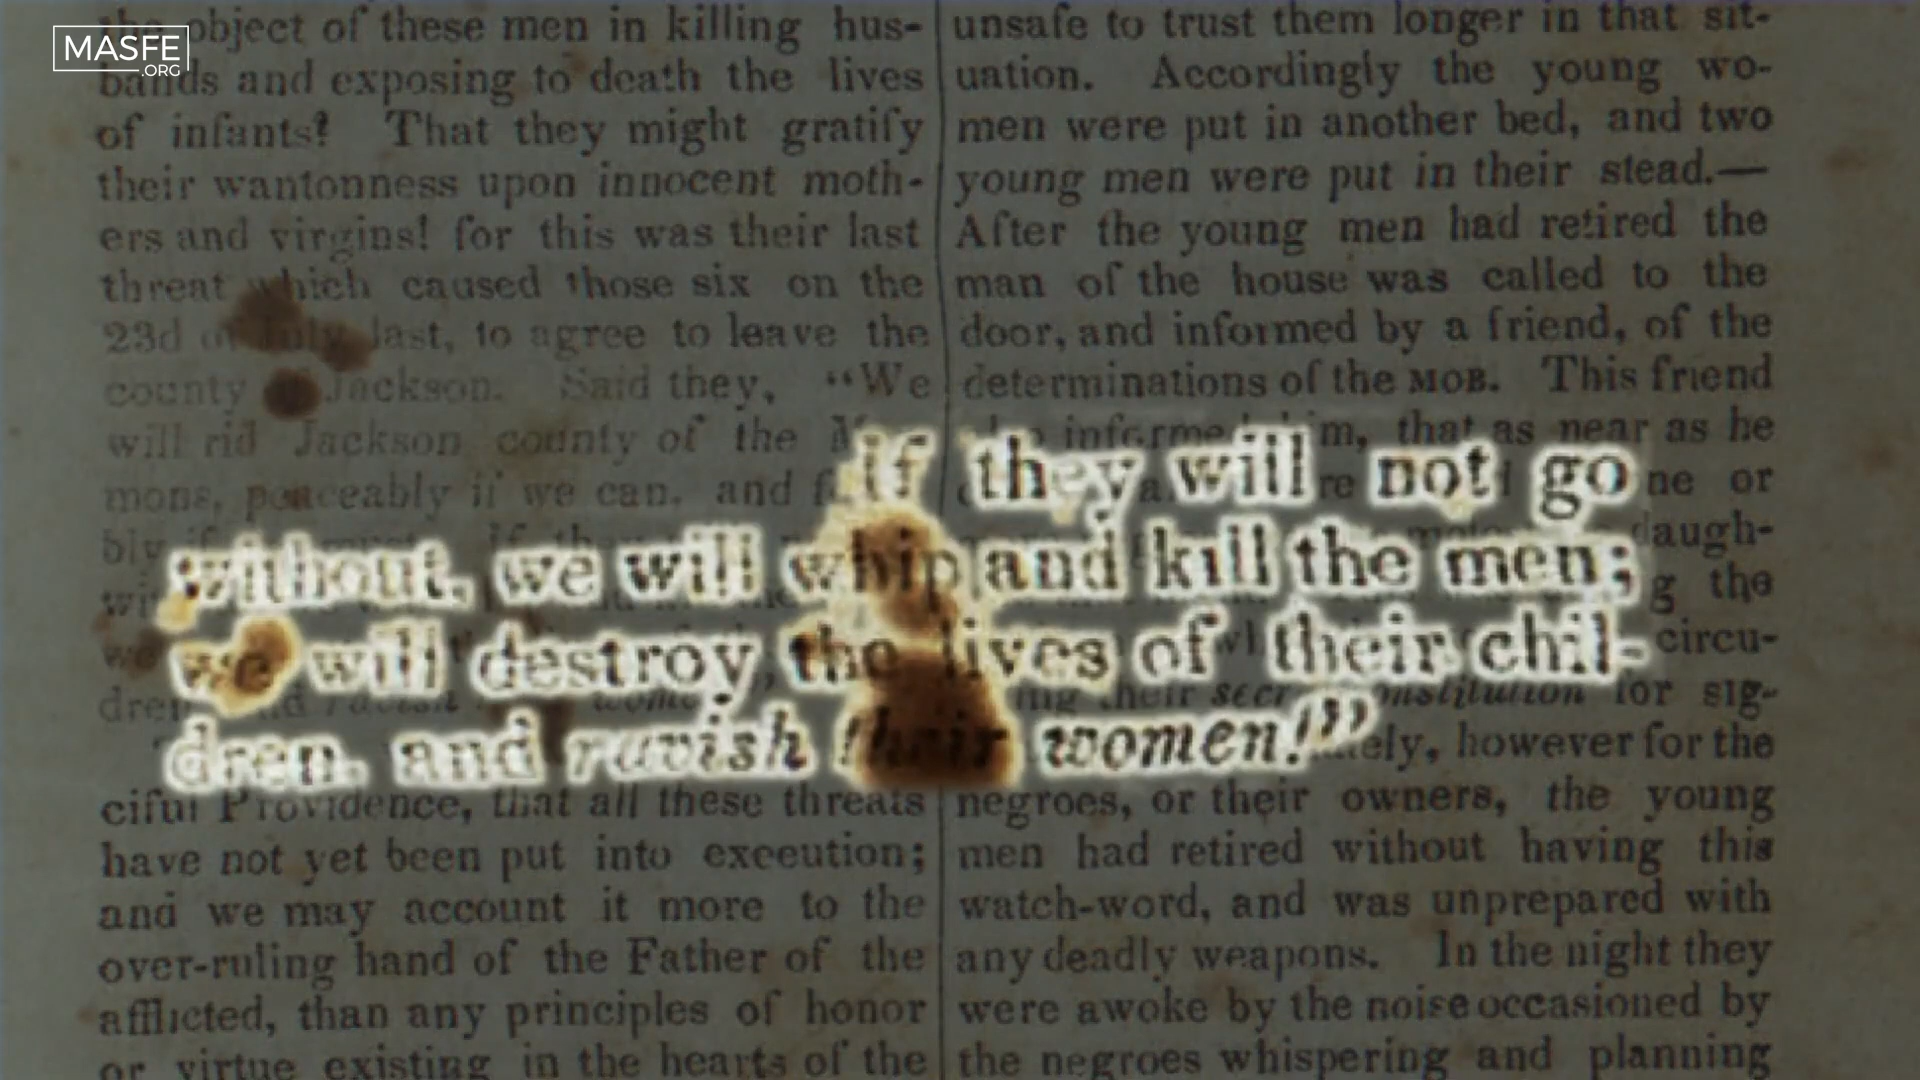 MASFE
.ORG
the object of these men in killing hus-
bands and exposing to death the lives
of infants! That they might gratify
their wantonness upon innocent moth-
ers and virgins! for this was their last
threat which caused those six on the
23d of July last, to agree to leave the
county of Jackson. Said they, "We
will rid Jackson county of the
mons, peaceably if we can, and
bly
dren
ciful Providence, that all these threats
have not yet been put into execution;
and we may account it more to the
over-ruling hand of the Father of the
afflicted, than any principles of honor
or virtue existing in the hearts of the
if they will not go
without, we will whip and kill the men;
we will destroy the lives of their chil-
dren, and ravish their women!"
unsafe to trust them longer in that sit-
uation. Accordingly the young wo-
men were put in another bed, and two
young men were put in their stead.—
After the young men had retired the
man of the house was called to the
door, and informed by a friend, of the
determinations of the MOB. This friend
that as near as he
ne or
daugh-
g the
circu-
their constitution for sig-
ely, however for the
negroes, or their owners, the young
men had retired without having this
watch-word, and was unprepared with
any deadly weapons. In the night they
were awoke by the noise occasioned by
the negroes whispering and planning